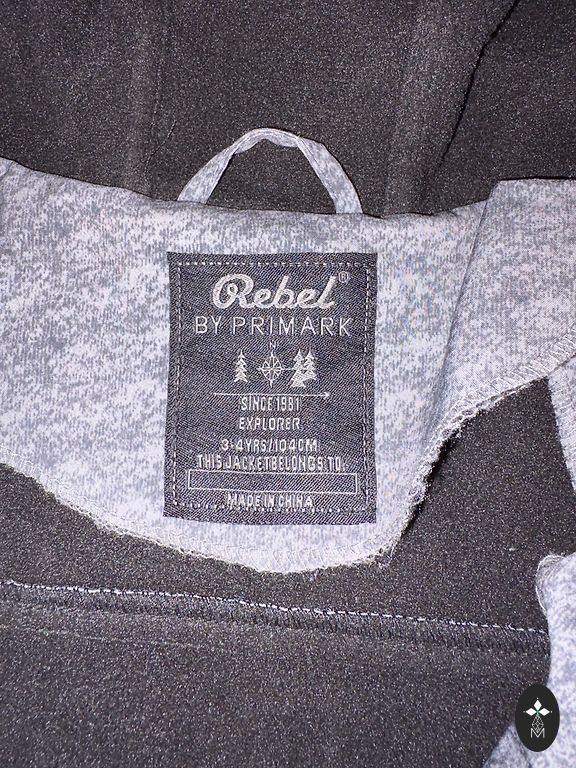 Rebel®
BY PRIMARK
N
SINCE 1981
EXPLORER
3-4YRS/104CM
THIS JACKET BELONGS TO:
MADE IN CHINA
M